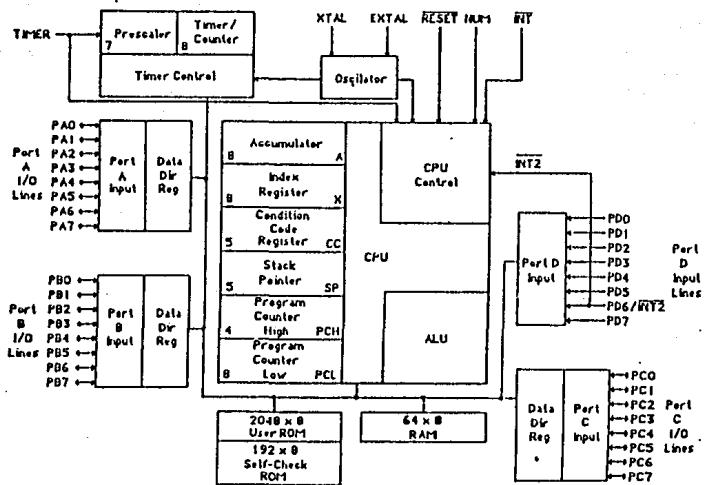 TIMER
Prescaler
7
Timer/
Counter
8
Timer Control
XTAL
EXTAL
RESET
NUM
INT
Osçilator
Port
A
I/O
Lines
PA0
PA1
PA2
PA3
PA4
PA5
PA6
PA7
Port
A
Input
Data
Dir
Reg
Accumulator
8
A
Index
Register
8
X
Condition
Code
Register
5
CC
Stack
Pointer
5
SP
Program
Counter
High
4
PCH
Program
Counter
Low
8
PCL
CPU
CPU
Control
ALU
INT2
Port D
Input
PD0
PD1
PD2
PD3
PD4
PD5
PD6/INT2
PD7
Port
D
Input
Lines
Port
B
I/O
Lines
PB0
PB1
PB2
PB3
PB4
PB5
PB6
PB7
Port
B
Input
Data
Dir
Reg
2048 x 8
User ROM
192 x 8
Self-Check
ROM
64 x 8
RAM
Data
Dir
Reg
Port
C
Input
PC0
PC1
PC2
PC3
PC4
PC5
PC6
PC7
Port
C
I/O
Lines